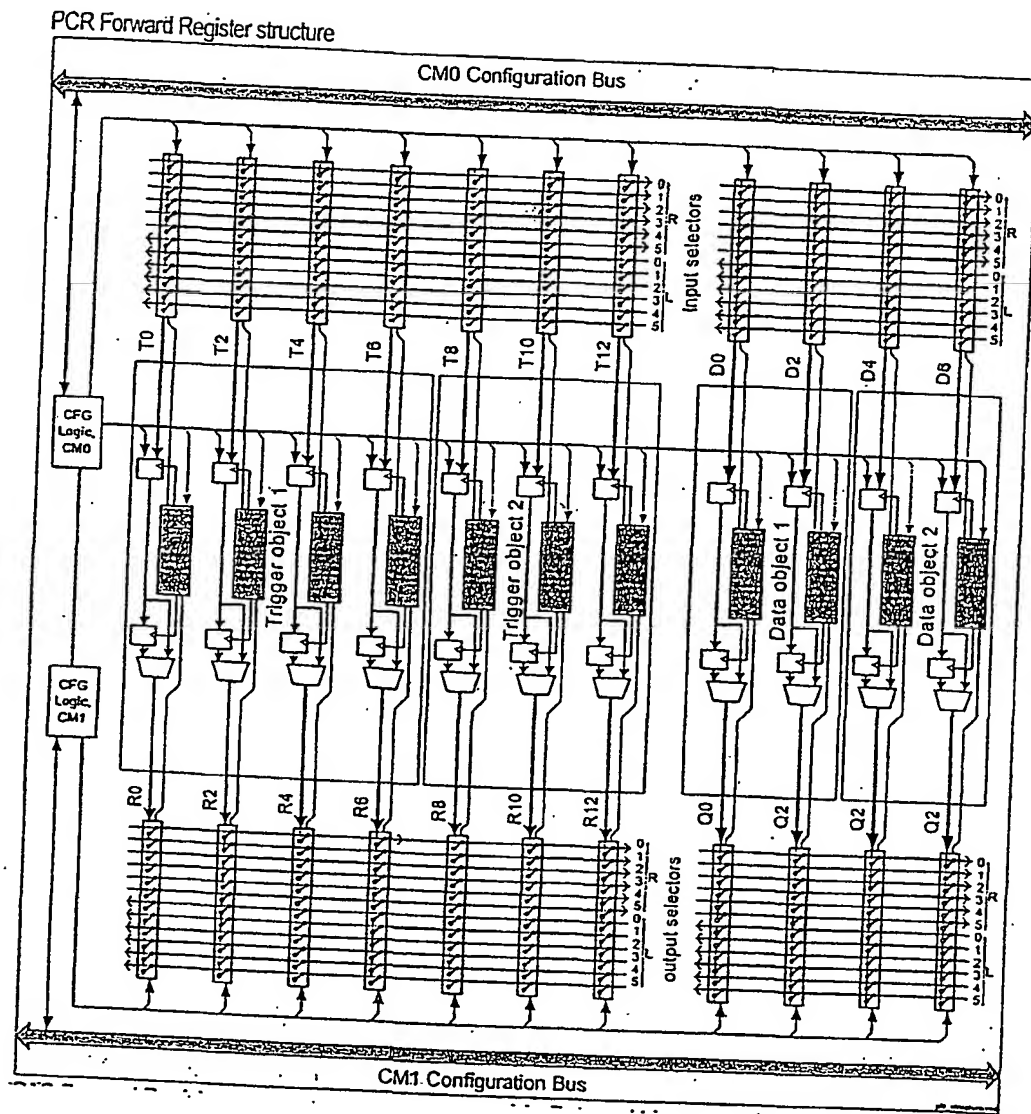 PCR Forward Register structure
CM0 Configuration Bus
0
1
2
3
4
5
R
0
1
2
3
4
5
L
Input selectors
0
1
2
3
4
5
R
0
1
2
3
4
5
L
T0
T2
T4
T6
T8
T10
T12
D0
D2
D4
D6
CFG
Logic,
CM0
Trigger object 1
Trigger object 2
Data object 1
Data object 2
CFG
Logic,
CM1
R0
R2
R4
R6
R8
R10
R12
Q0
Q2
Q2
Q2
0
1
2
3
4
5
R
0
1
2
3
4
5
L
output selectors
0
1
2
3
4
5
R
0
1
2
3
4
5
L
CM1 Configuration Bus